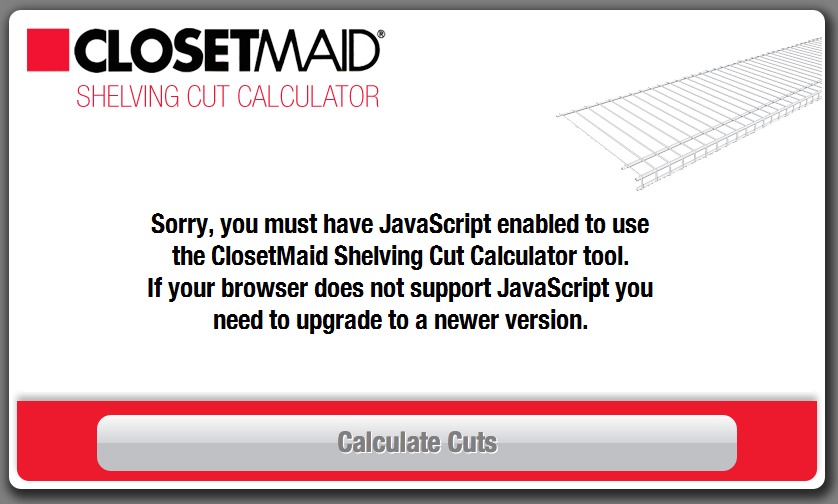 CLOSETMAID®
SHELVING CUT CALCULATOR
Sorry, you must have JavaScript enabled to use
the ClosetMaid Shelving Cut Calculator tool.
If your browser does not support JavaScript you
need to upgrade to a newer version.
Calculate Cuts